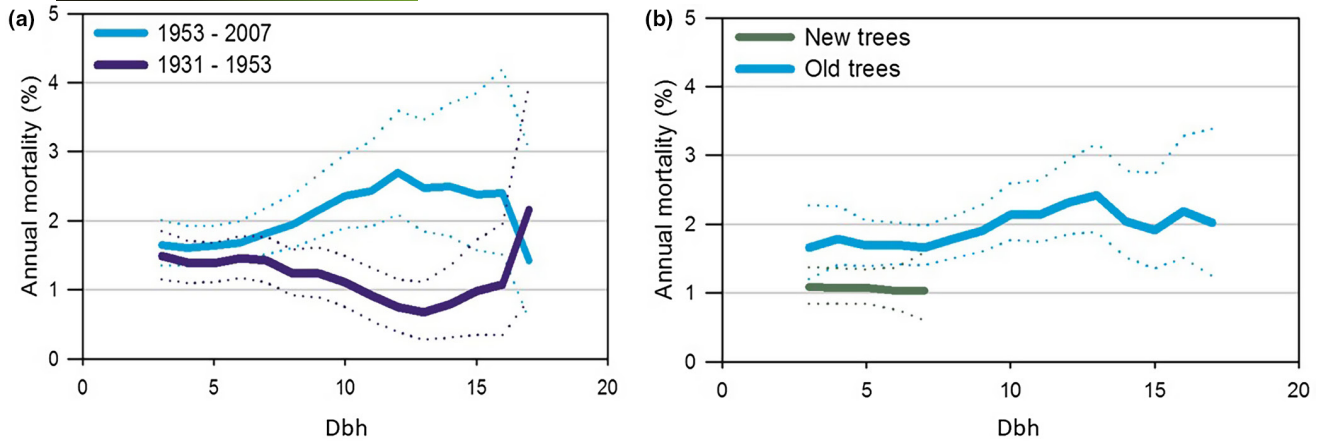 (a)
1953 - 2007
1931 - 1953
Annual mortality (%)
5
4
3
2
1
0
0 5 10 15 20
Dbh
(b)
New trees
Old trees
Annual mortality (%)
5
4
3
2
1
0
0 5 10 15 20
Dbh